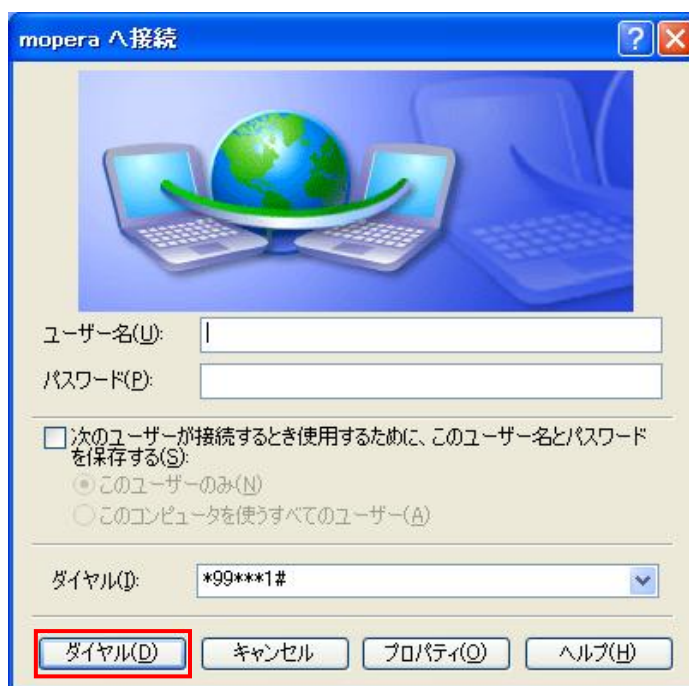 mopera へ接続
ユーザー名(U):
パスワード(P):
次のユーザーが接続するとき使用するために、このユーザー名とパスワード
を保存する(S):
このユーザーのみ(N)
このコンピュータを使うすべてのユーザー(A)
ダイヤル(I): *99***1#
ダイヤル(D) キャンセル プロパティ(O) ヘルプ(H)